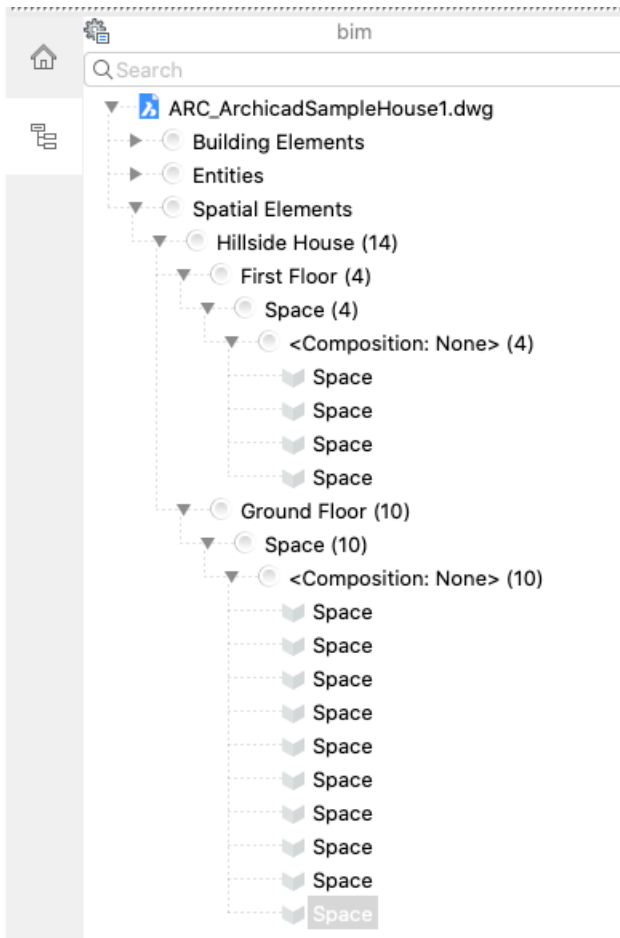 bim
Search
ARC_ArchicadSampleHouse1.dwg
Building Elements
Entities
Spatial Elements
Hillside House (14)
First Floor (4)
Space (4)
<Composition: None> (4)
Space
Space
Space
Space
Ground Floor (10)
Space (10)
<Composition: None> (10)
Space
Space
Space
Space
Space
Space
Space
Space
Space
Space